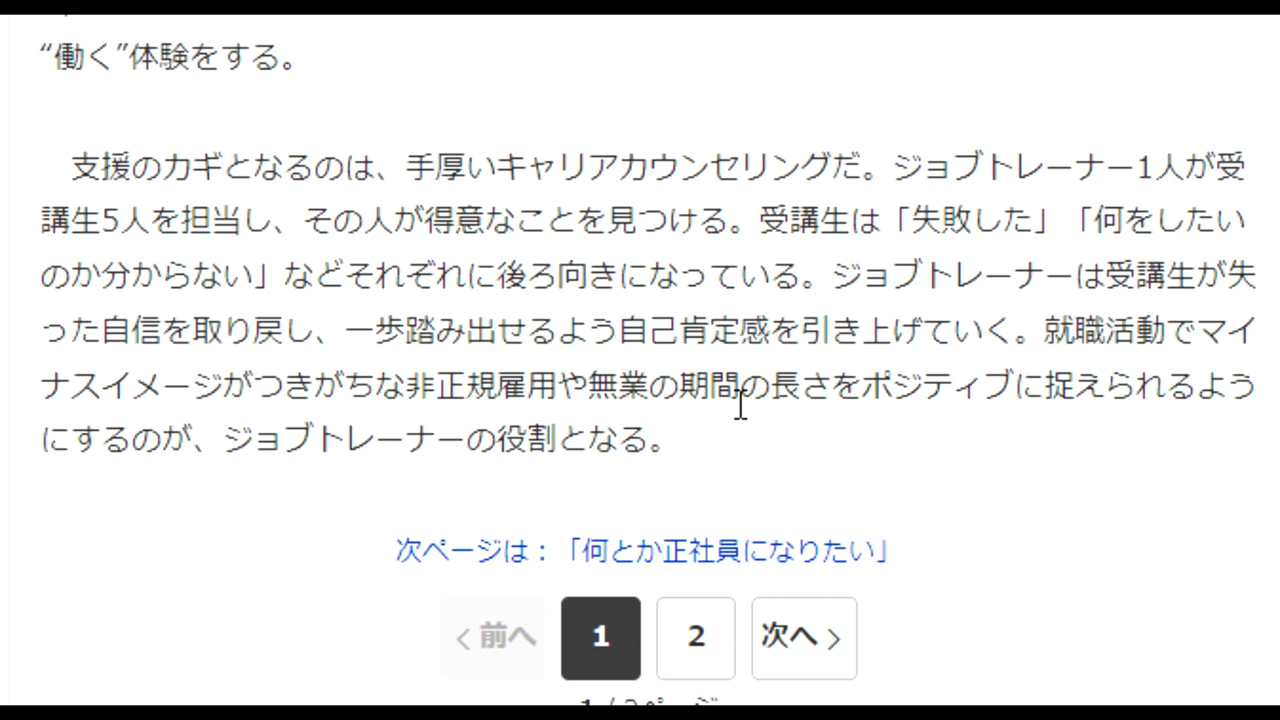 “働く”体験をする。
支援のカギとなるのは、手厚いキャリアカウンセリングだ。ジョブトレーナー1人が受
講生5人を担当し、その人が得意なことを見つける。受講生は「失敗した」「何をしたい
のか分からない」などそれぞれに後ろ向きになっている。ジョブトレーナーは受講生が失
った自信を取り戻し、一歩踏み出せるよう自己肯定感を引き上げていく。就職活動でマイ
ナスイメージがつきがちな非正規雇用や無業の期間の長さをポジティブに捉えられるよう
にするのが、ジョブトレーナーの役割となる。
次ページは：「何とか正社員になりたい」
< 前へ 1 2 次へ >
1 / 2ページ